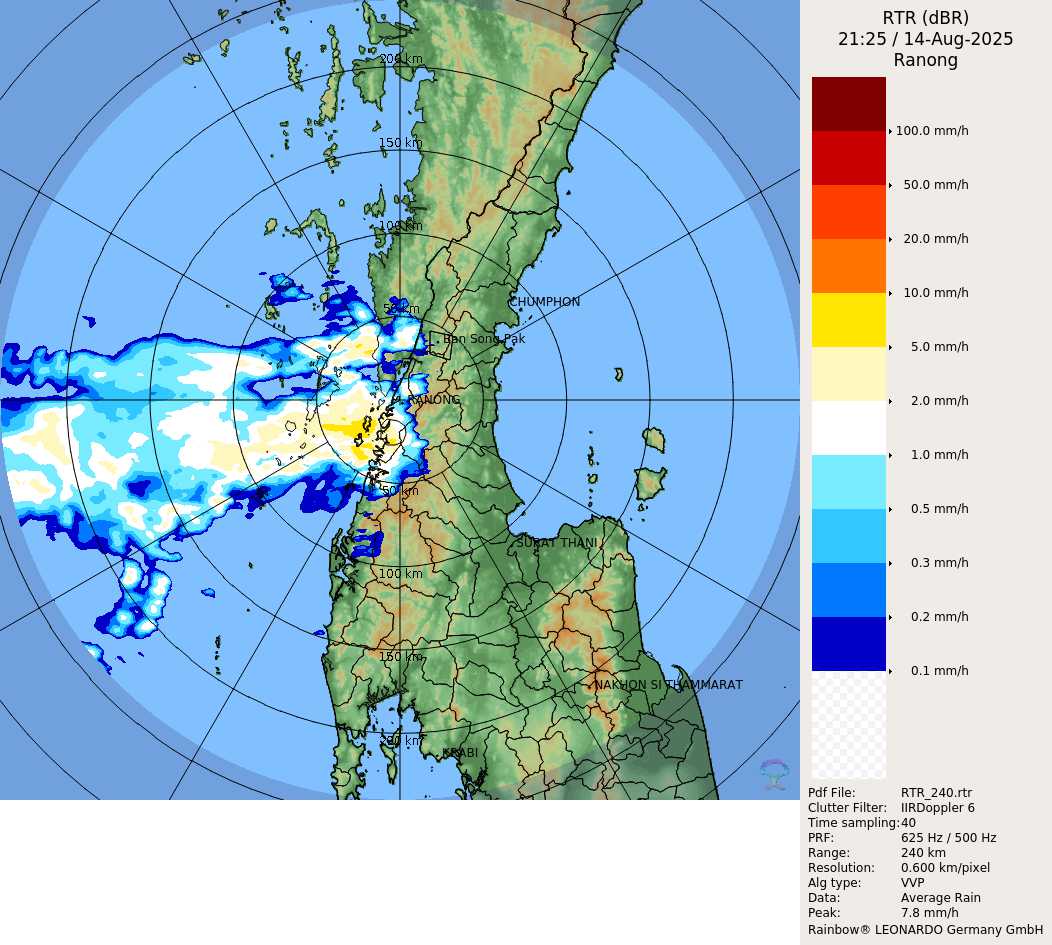 RTR (dBR)
21:25 / 14-Aug-2025
Ranong
200 km
150 km
100 km
50 km
CHUMPHON
Ban Song Pak
RANONG
50 km
SURAT THANI
100 km
150 km
NAKHON SI THAMMARAT
200 km
KRABI
100.0 mm/h
50.0 mm/h
20.0 mm/h
10.0 mm/h
5.0 mm/h
2.0 mm/h
1.0 mm/h
0.5 mm/h
0.3 mm/h
0.2 mm/h
0.1 mm/h
Pdf File: RTR_240.rtr
Clutter Filter: IIRDoppler 6
Time sampling:40
PRF: 625 Hz / 500 Hz
Range: 240 km
Resolution: 0.600 km/pixel
Alg type: VVP
Data: Average Rain
Peak: 7.8 mm/h
Rainbow® LEONARDO Germany GmbH